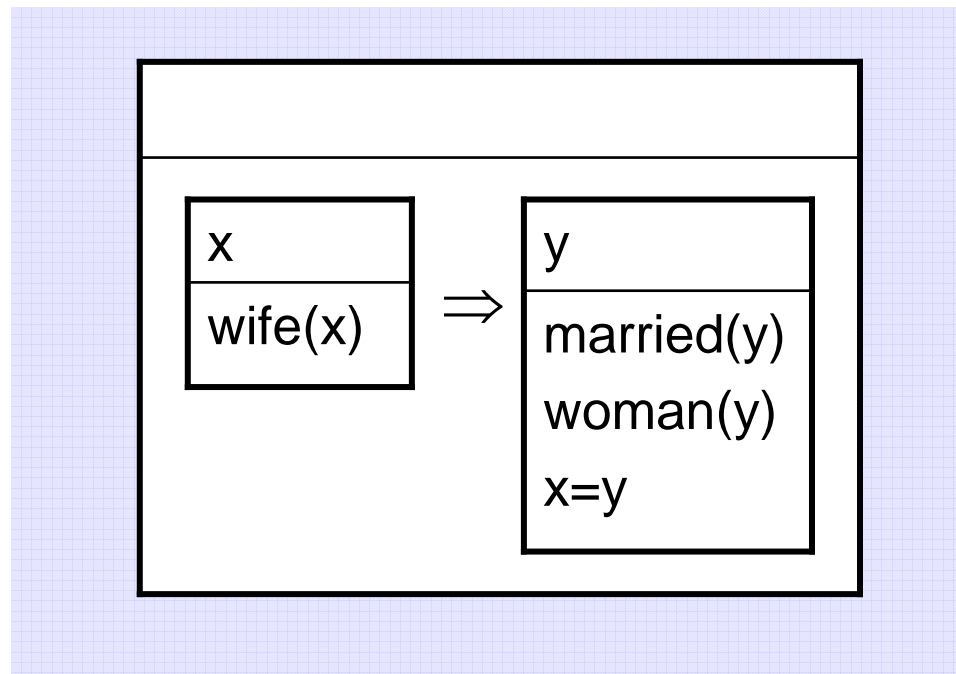 x
wife(x)
⇒
y
married(y)
woman(y)
x=y